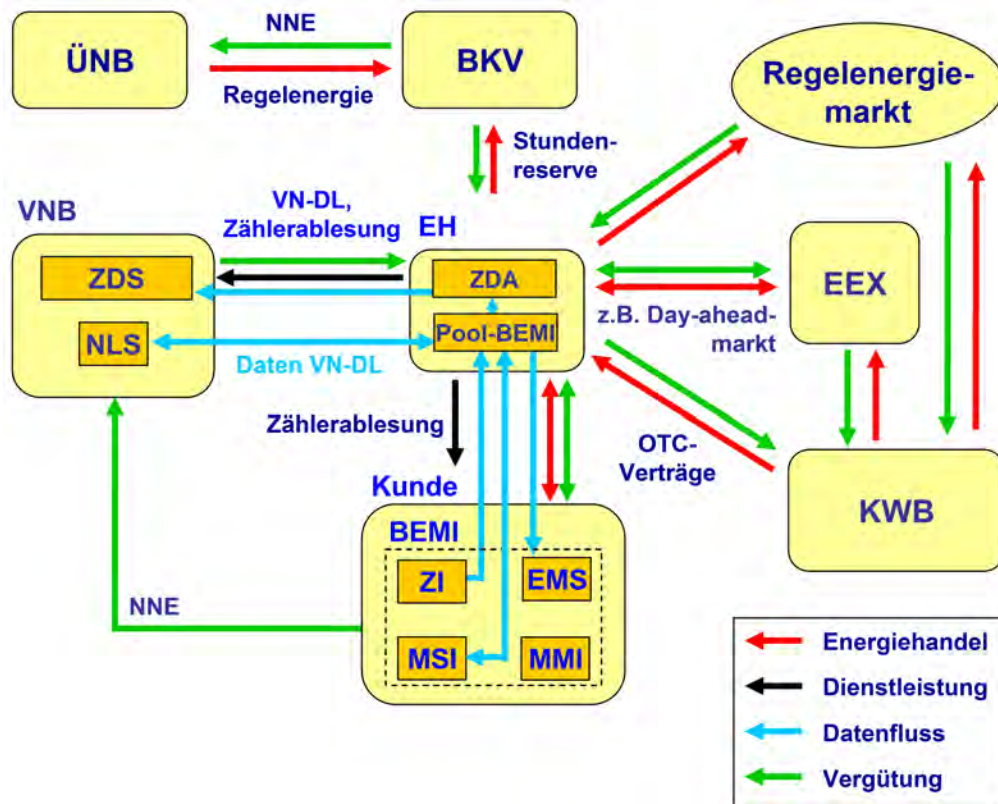 NNE
ÜNB
BKV
Regelenergie
Regelenergie-
markt
Stunden-
reserve
VNB
VN-DL,
Zählerablesung
EH
ZDS
ZDA
EEX
NLS
Pool-BEMI
z.B. Day-ahead-
markt
Daten VN-DL
Zählerablesung
OTC-
Verträge
Kunde
BEMI
KWB
ZI
EMS
NNE
MSI
MMI
Energiehandel
Dienstleistung
Datenfluss
Vergütung